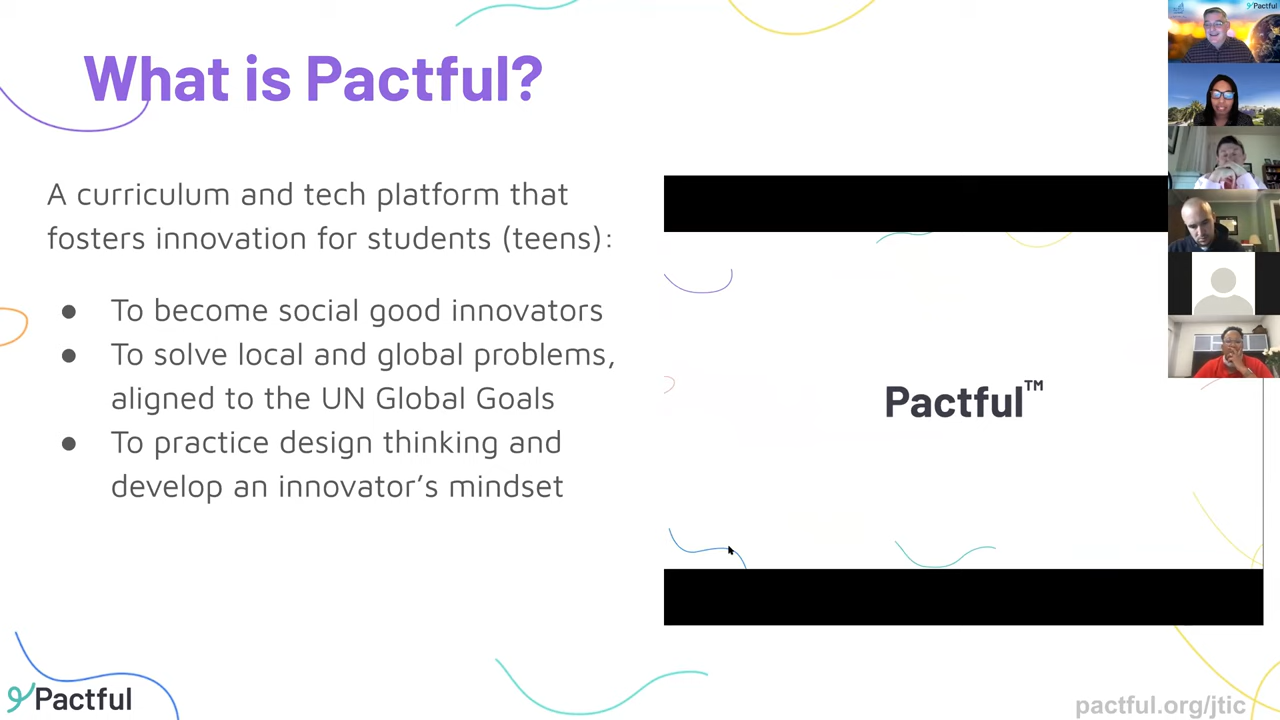 What is Pactful?
A curriculum and tech platform that
fosters innovation for students (teens):
● To become social good innovators
● To solve local and global problems,
aligned to the UN Global Goals
● To practice design thinking and
develop an innovator's mindset
Pactful™
Pactful
Pactful
pactful.org/jtic